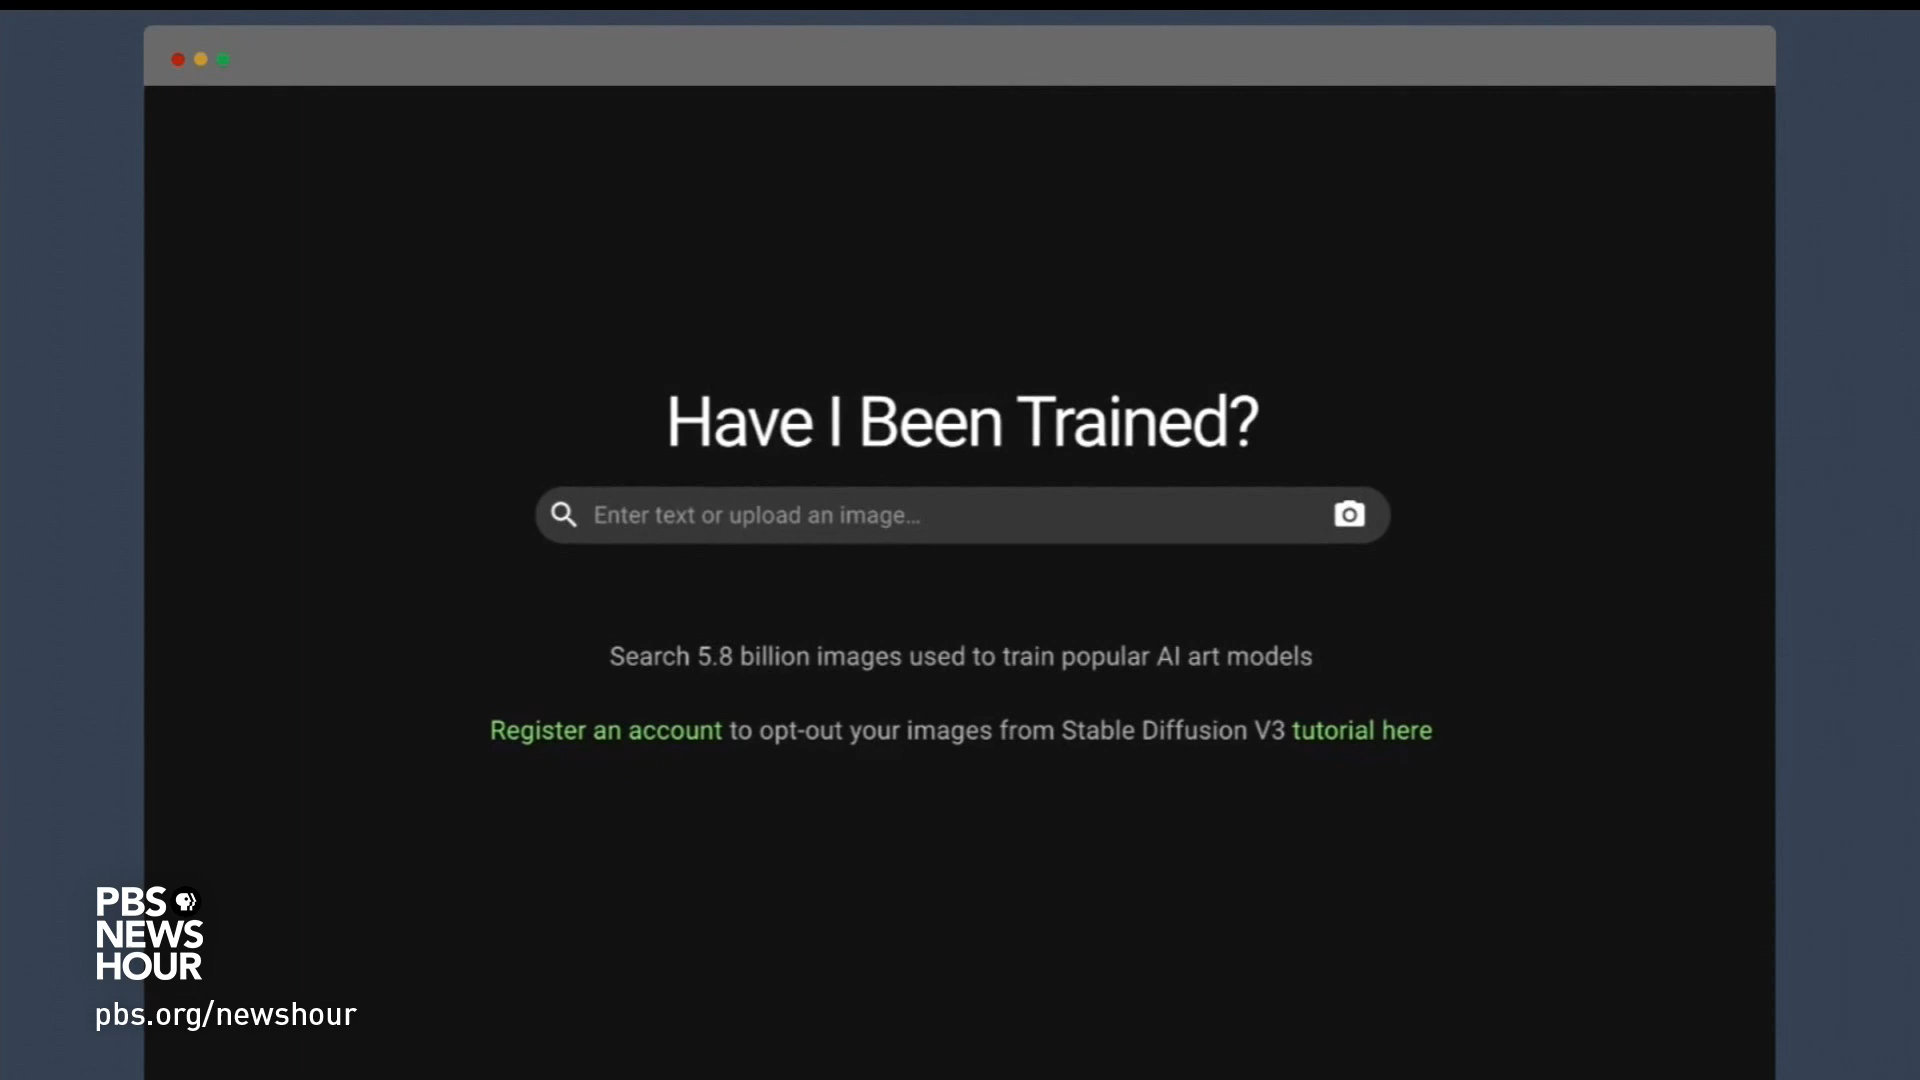 Have I Been Trained?
Enter text or upload an image...
Search 5.8 billion images used to train popular AI art models
Register an account to opt-out your images from Stable Diffusion V3 tutorial here
PBS
NEWS
HOUR
pbs.org/newshour